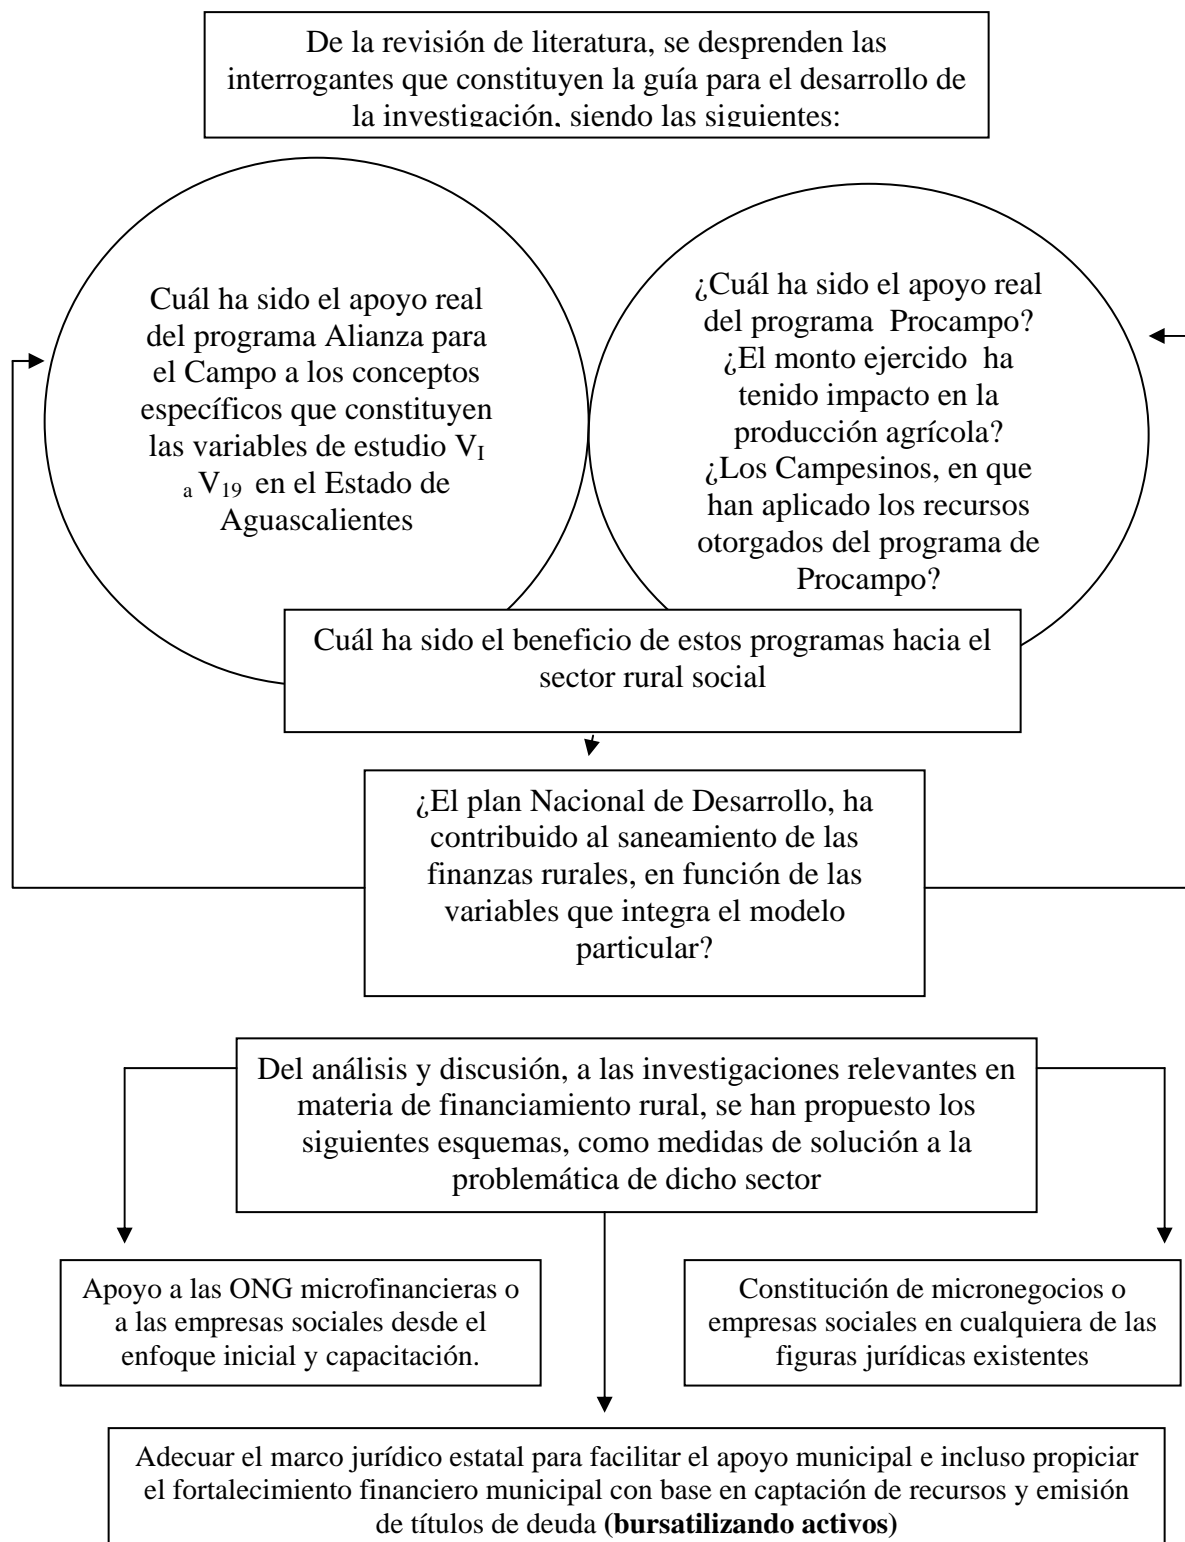 De la revisión de literatura, se desprenden las
interrogantes que constituyen la guía para el desarrollo de
la investigación, siendo las siguientes:
Cuál ha sido el apoyo real
del programa Alianza para
el Campo a los conceptos
específicos que constituyen
las variables de estudio V_I
a V_19 en el Estado de
Aguascalientes
¿Cuál ha sido el apoyo real
del programa Procampo?
¿El monto ejercido ha
tenido impacto en la
producción agrícola?
¿Los Campesinos, en que
han aplicado los recursos
otorgados del programa de
Procampo?
Cuál ha sido el beneficio de estos programas hacia el
sector rural social
¿El plan Nacional de Desarrollo, ha
contribuido al saneamiento de las
finanzas rurales, en función de las
variables que integra el modelo
particular?
Del análisis y discusión, a las investigaciones relevantes en
materia de financiamiento rural, se han propuesto los
siguientes esquemas, como medidas de solución a la
problemática de dicho sector
Apoyo a las ONG microfinancieras o
a las empresas sociales desde el
enfoque inicial y capacitación.
Constitución de micronegocios o
empresas sociales en cualquiera de las
figuras jurídicas existentes
Adecuar el marco jurídico estatal para facilitar el apoyo municipal e incluso propiciar
el fortalecimiento financiero municipal con base en captación de recursos y emisión
de títulos de deuda (bursatilizando activos)